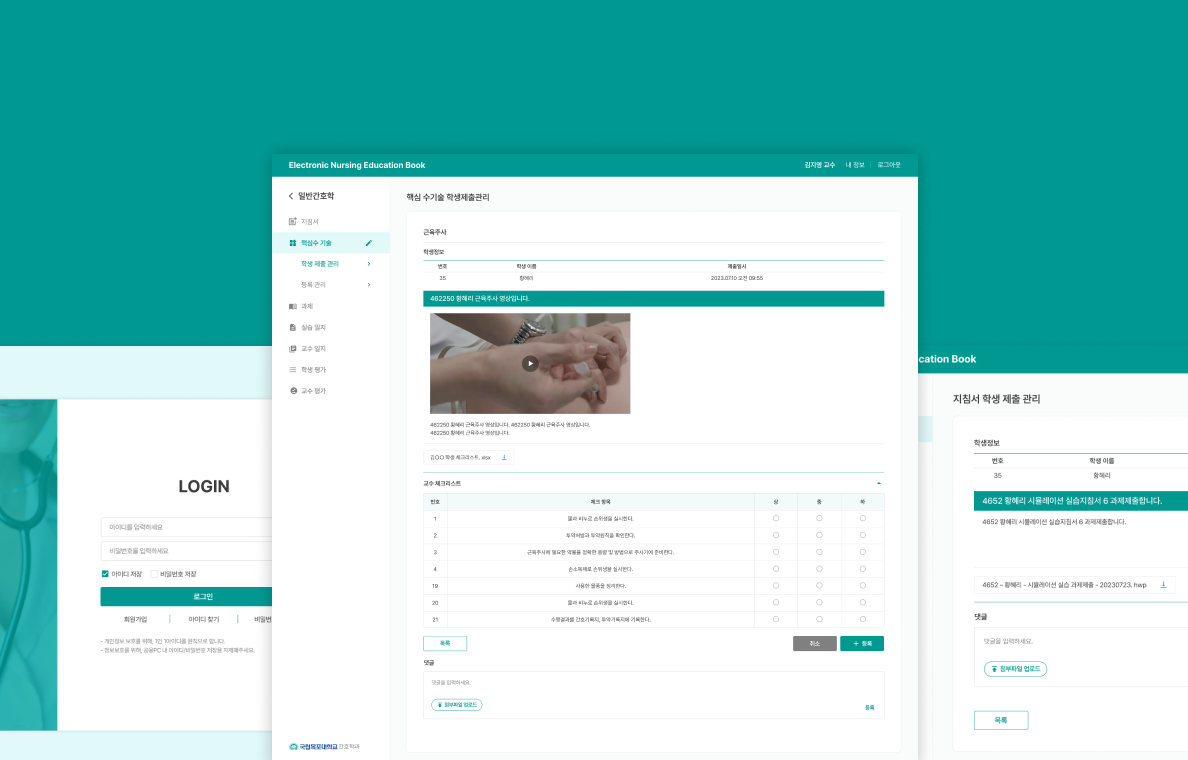 LOGIN
아이디를 입력하세요
비밀번호를 입력하세요
아이디 저장
비밀번호 저장
로그인
회원가입
아이디 찾기
비밀번
- 개인정보 보호를 위해, 1인 1아이디를 원칙으로 합니다.
- 정보보호를 위해, 공용PC 내 아이디/비밀번호 저장을 자제해주세요.
Electronic Nursing Education Book
김지영 교수
내 정보
로그아웃
일반간호학
지침서
핵심수 기술
학생 제출 관리
등록 관리
과제
실습 일지
교수 일지
학생 평가
교수 평가
국립목포대학교 간호학과
핵심 수기술 학생제출관리
근육주사
학생정보
번호 학생 이름 제출일시
35 황혜리 2023.07.10 오전 09:55
462250 황혜리 근육주사 영상입니다.
462250 황혜리 근육주사 영상입니다. 462250 황혜리 근육주사 영상입니다.
462250 황혜리 근육주사 영상입니다.
김OO 학생 체크리스트. xlsx
교수 체크리스트
번호 체크 항목 상 중 하
1 물과 비누로 손위생을 실시한다.
2 투약처방과 투약원칙을 확인한다.
3 근육주사에 필요한 약물을 정확한 용량 및 방법으로 주사기에 준비한다.
4 손소독제로 손위생을 실시한다.
19 사용한 물품을 정리한다.
20 물과 비누로 손위생을 실시한다.
21 수행결과를 간호기록지, 투약기록지에 기록한다.
목록
취소
+ 등록
댓글
댓글을 입력하세요.
첨부파일 업로드
등록
cation Book
지침서 학생 제출 관리
학생정보
번호 학생 이름
35 황혜리
4652 황혜리 시뮬레이션 실습지침서 6 과제제출합니다.
4652 황혜리 시뮬레이션 실습지침서 6 과제제출합니다.
4652 - 황혜리 - 시뮬레이션 실습 과제제출 - 20230723. hwp
댓글
댓글을 입력하세요.
첨부파일 업로드
목록